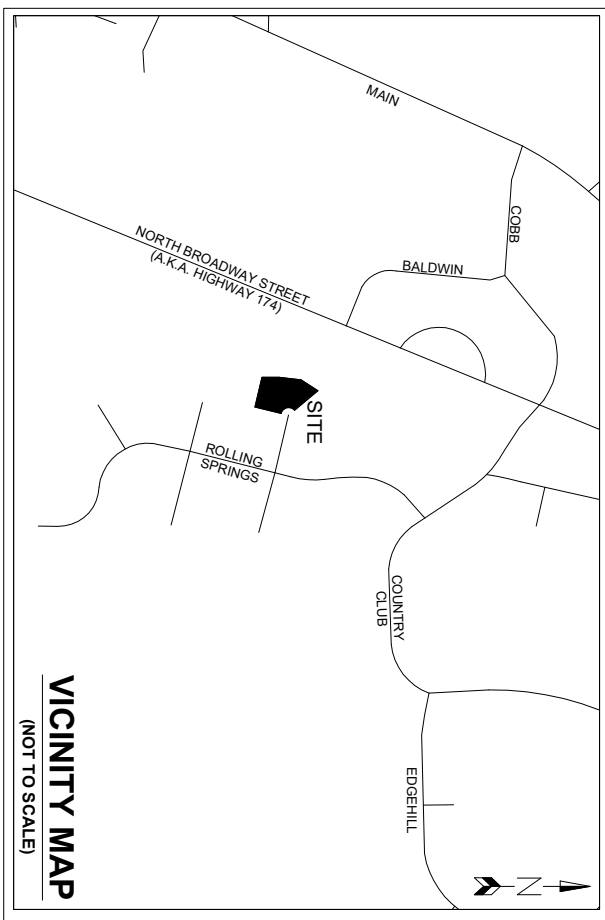 MAIN
COBB
BALDWIN
NORTH BROADWAY STREET
(A.K.A. HIGHWAY 174)
SITE
ROLLING
SPRINGS
COUNTRY
CLUB
EDGEHILL
N
VICINITY MAP
(NOT TO SCALE)